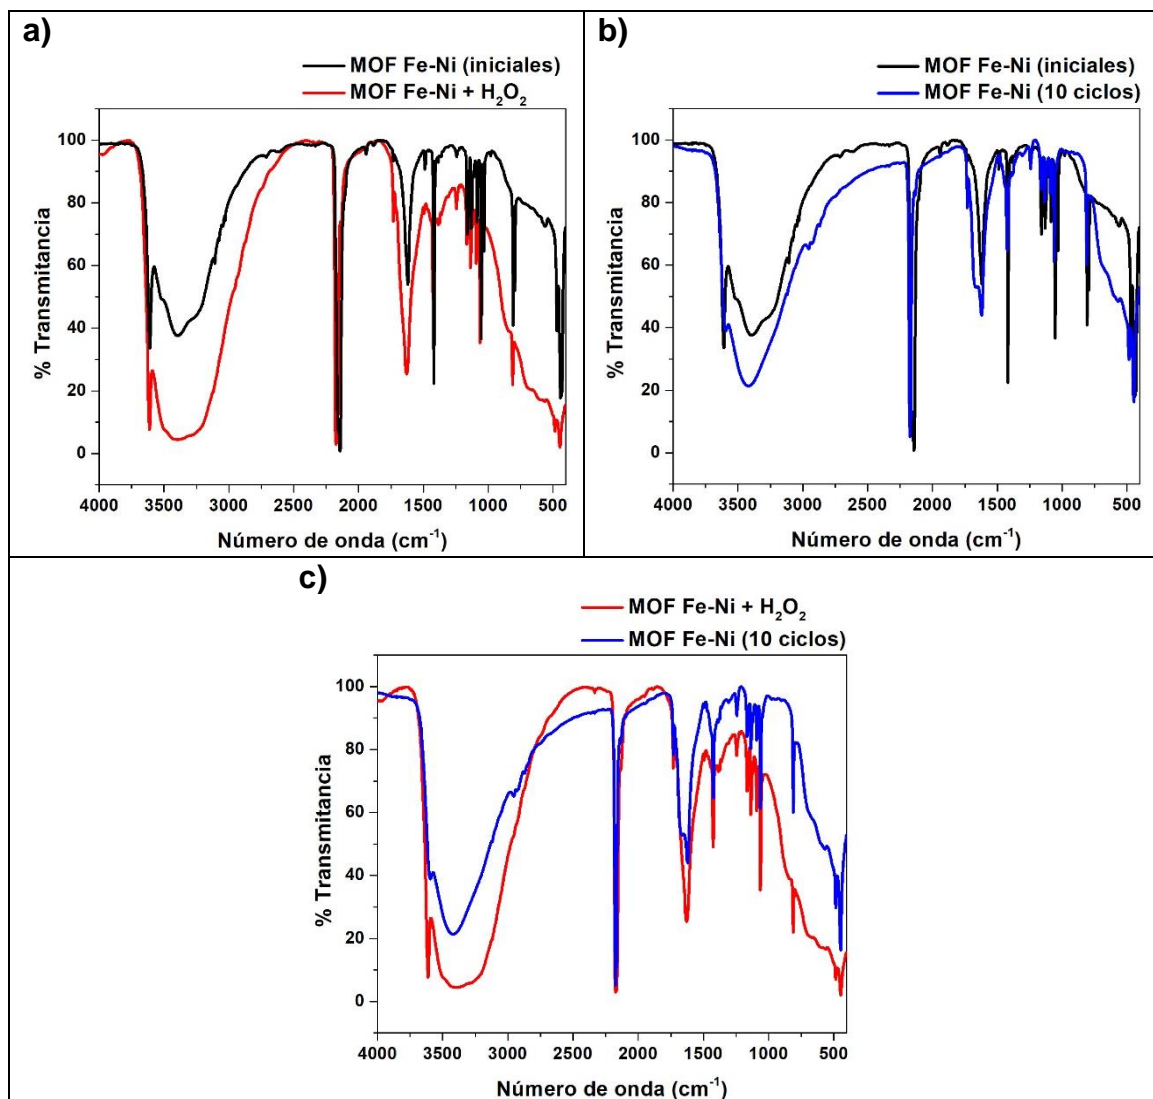 a)
MOF Fe-Ni (iniciales)
MOF Fe-Ni + H₂O₂
100
80
60
40
20
0
% Transmitancia
4000 3500 3000 2500 2000 1500 1000 500
Número de onda (cm⁻¹)
b)
MOF Fe-Ni (iniciales)
MOF Fe-Ni (10 ciclos)
100
80
60
40
20
0
% Transmitancia
4000 3500 3000 2500 2000 1500 1000 500
Número de onda (cm⁻¹)
c)
MOF Fe-Ni + H₂O₂
MOF Fe-Ni (10 ciclos)
100
80
60
40
20
0
% Transmitancia
4000 3500 3000 2500 2000 1500 1000 500
Número de onda (cm⁻¹)